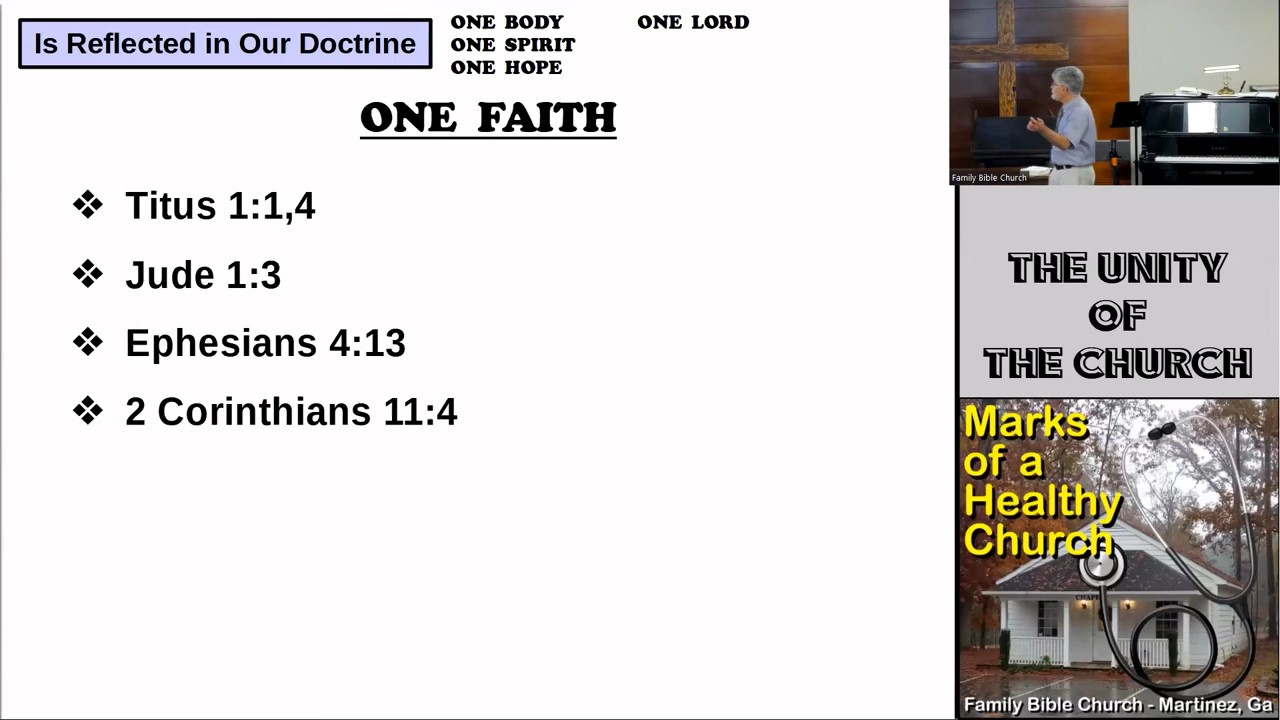 Is Reflected in Our Doctrine
ONE BODY
ONE SPIRIT
ONE HOPE
ONE LORD
ONE FAITH
❖ Titus 1:1,4
❖ Jude 1:3
❖ Ephesians 4:13
❖ 2 Corinthians 11:4
Family Bible Church
THE UNITY
OF
THE CHURCH
Marks
of a
Healthy
Church
Family Bible Church - Martinez, Ga